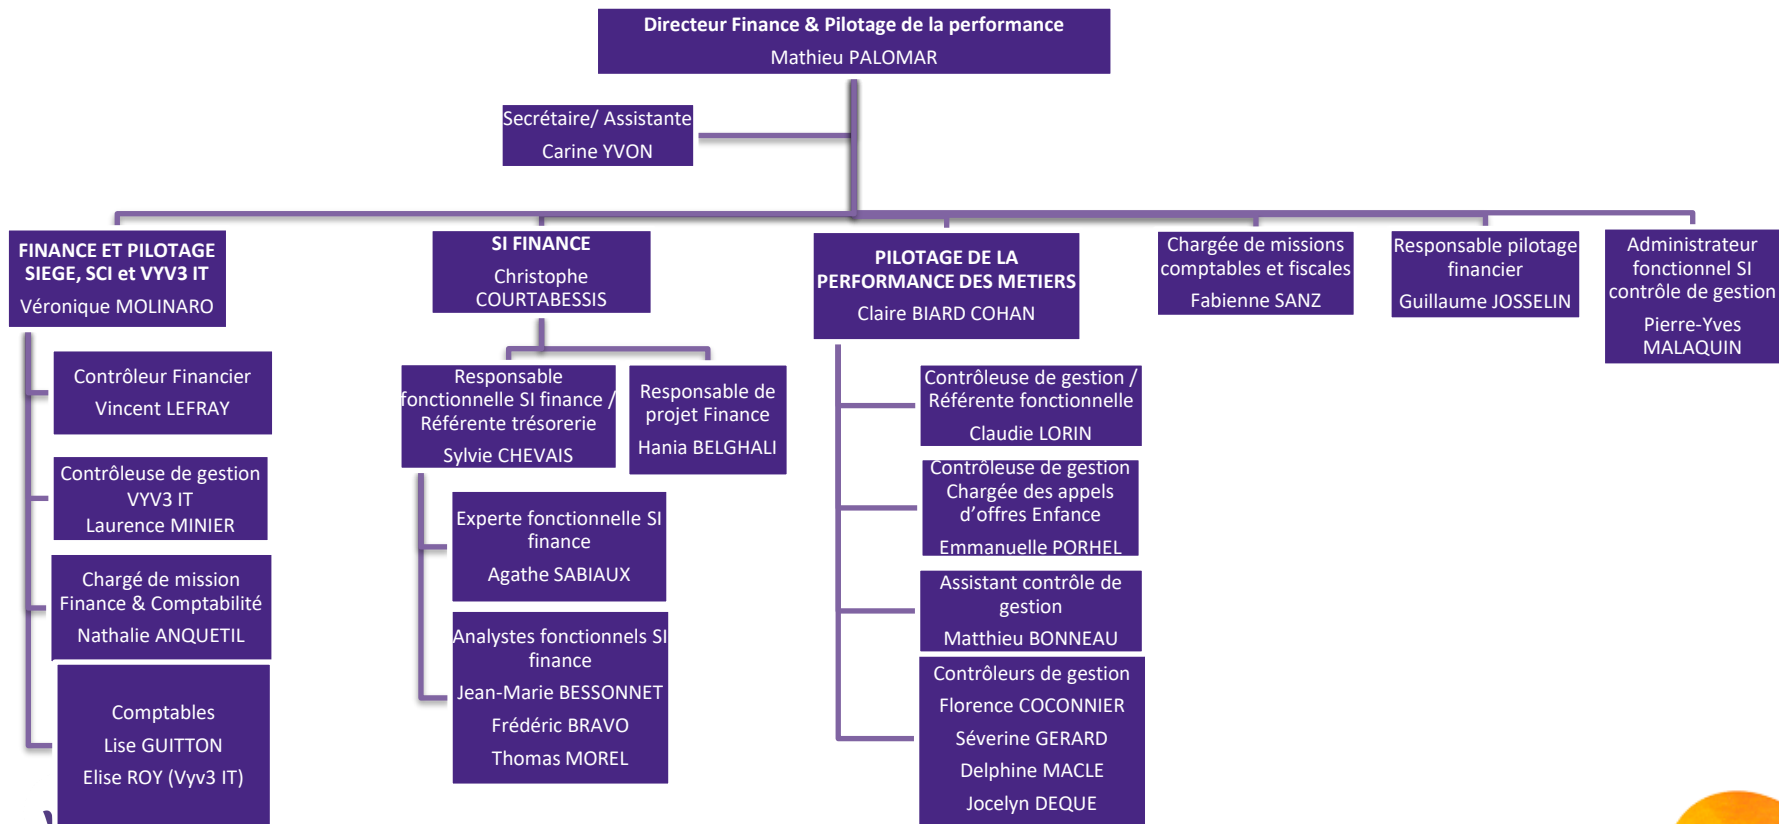 Directeur Finance & Pilotage de la performance
Mathieu PALOMAR
Secrétaire/ Assistante
Carine YVON
FINANCE ET PILOTAGE
SIEGE, SCI et VYV3 IT
Véronique MOLINARO
SI FINANCE
Christophe
COURTABESSIS
PILOTAGE DE LA
PERFORMANCE DES METIERS
Claire BIARD COHAN
Chargée de missions
comptables et fiscales
Fabienne SANZ
Responsable pilotage
financier
Guillaume JOSSELIN
Administrateur
fonctionnel SI
contrôle de gestion
Pierre-Yves
MALAQUIN
Contrôleur Financier
Vincent LEFRAY
Contrôleuse de gestion
VYV3 IT
Laurence MINIER
Chargé de mission
Finance & Comptabilité
Nathalie ANQUETIL
Comptables
Lise GUITTON
Elise ROY (Vyv3 IT)
Responsable
fonctionnelle SI finance /
Référente trésorerie
Sylvie CHEVAIS
Responsable de
projet Finance
Hania BELGHALI
Experte fonctionnelle SI
finance
Agathe SABIAUX
Analystes fonctionnels SI
finance
Jean-Marie BESSONNET
Frédéric BRAVO
Thomas MOREL
Contrôleuse de gestion /
Référente fonctionnelle
Claudie LORIN
Contrôleuse de gestion
Chargée des appels
d’offres Enfance
Emmanuelle PORHEL
Assistant contrôle de
gestion
Matthieu BONNEAU
Contrôleurs de gestion
Florence COCONNIER
Séverine GERARD
Delphine MACLE
Jocelyn DEQUE